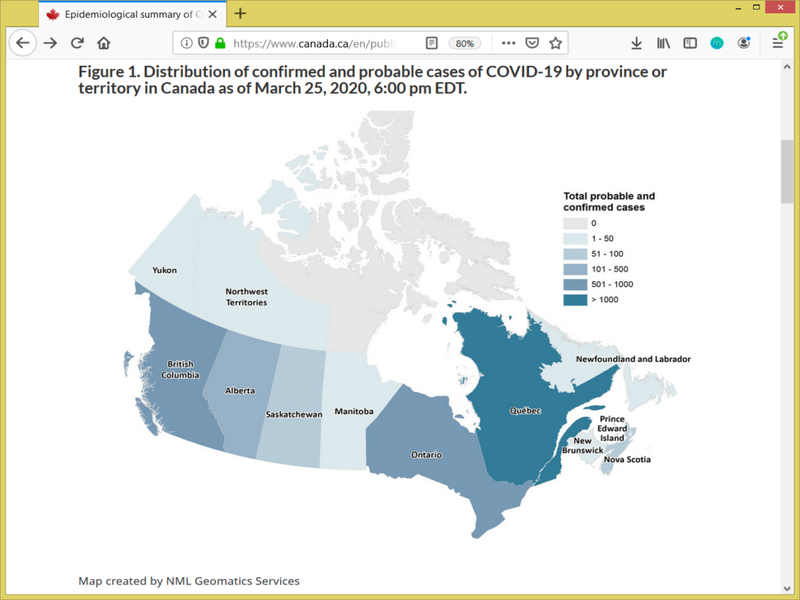 Epidemiological summary of C
https://www.canada.ca/en/publi
80%
Figure 1. Distribution of confirmed and probable cases of COVID-19 by province or
territory in Canada as of March 25, 2020, 6:00 pm EDT.
Total probable and
confirmed cases
0
1 - 50
51 - 100
101 - 500
501 - 1000
> 1000
Yukon
Northwest
Territories
British
Columbia
Alberta
Saskatchewan
Manitoba
Ontario
Québec
Newfoundland and Labrador
Prince
Edward
Island
New
Brunswick
Nova Scotia
Map created by NML Geomatics Services